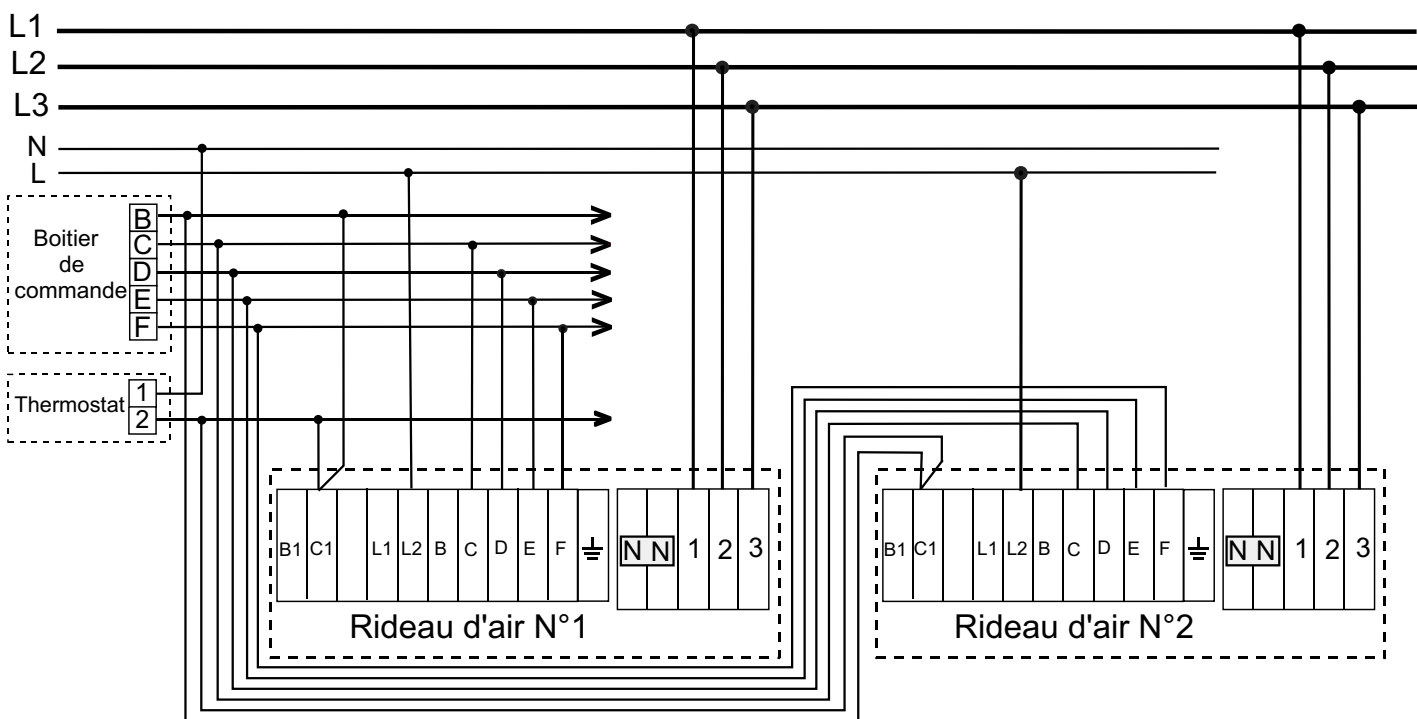 L1
L2
L3
N
L
Boitier
de
commande
B
C
D
E
F
Thermostat
1
2
B1 C1 L1 L2 B C D E F
N N 1 2 3
Rideau d'air N°1
B1 C1 L1 L2 B C D E F
N N 1 2 3
Rideau d'air N°2